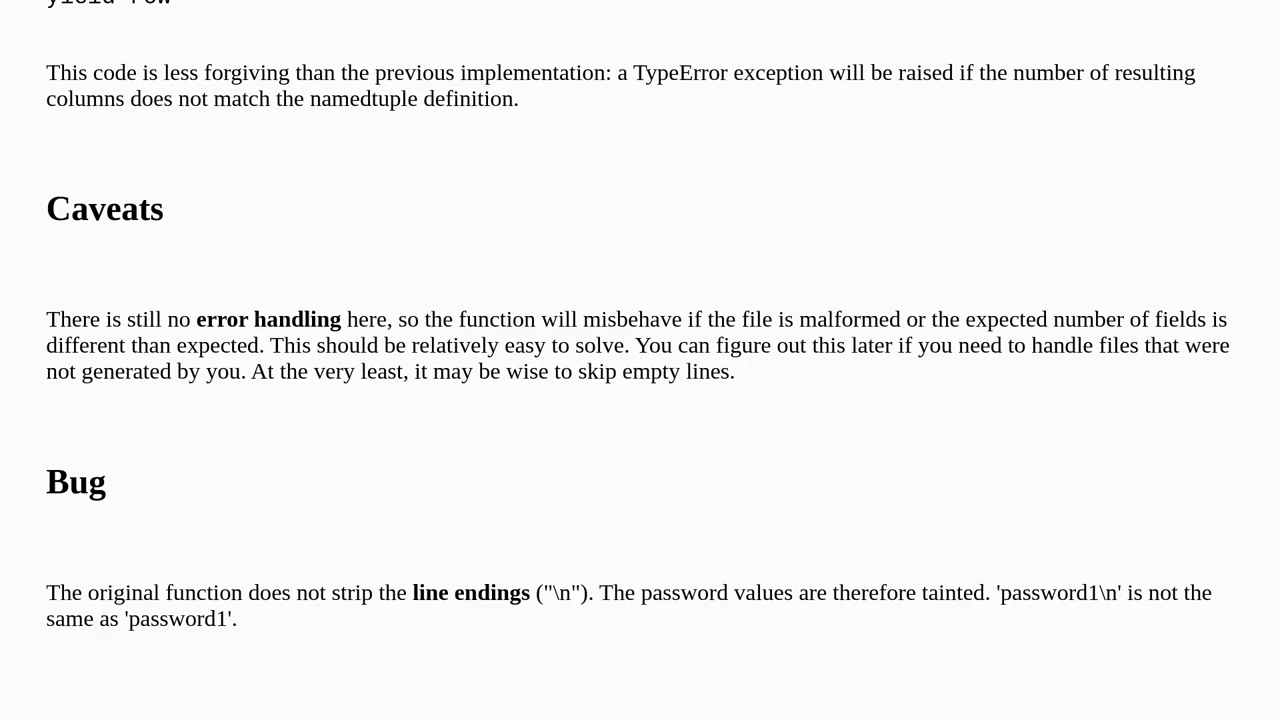 yield row
This code is less forgiving than the previous implementation: a TypeError exception will be raised if the number of resulting
columns does not match the namedtuple definition.
Caveats
There is still no error handling here, so the function will misbehave if the file is malformed or the expected number of fields is
different than expected. This should be relatively easy to solve. You can figure out this later if you need to handle files that were
not generated by you. At the very least, it may be wise to skip empty lines.
Bug
The original function does not strip the line endings ("\n"). The password values are therefore tainted. 'password1\n' is not the
same as 'password1'.